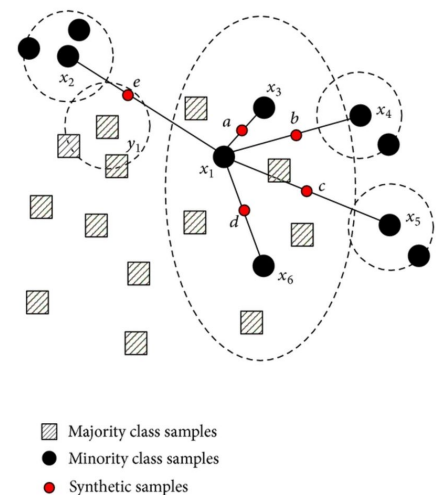 e
x2
x3
a
b
x4
y1
x1
c
d
x5
x6
Majority class samples
Minority class samples
Synthetic samples